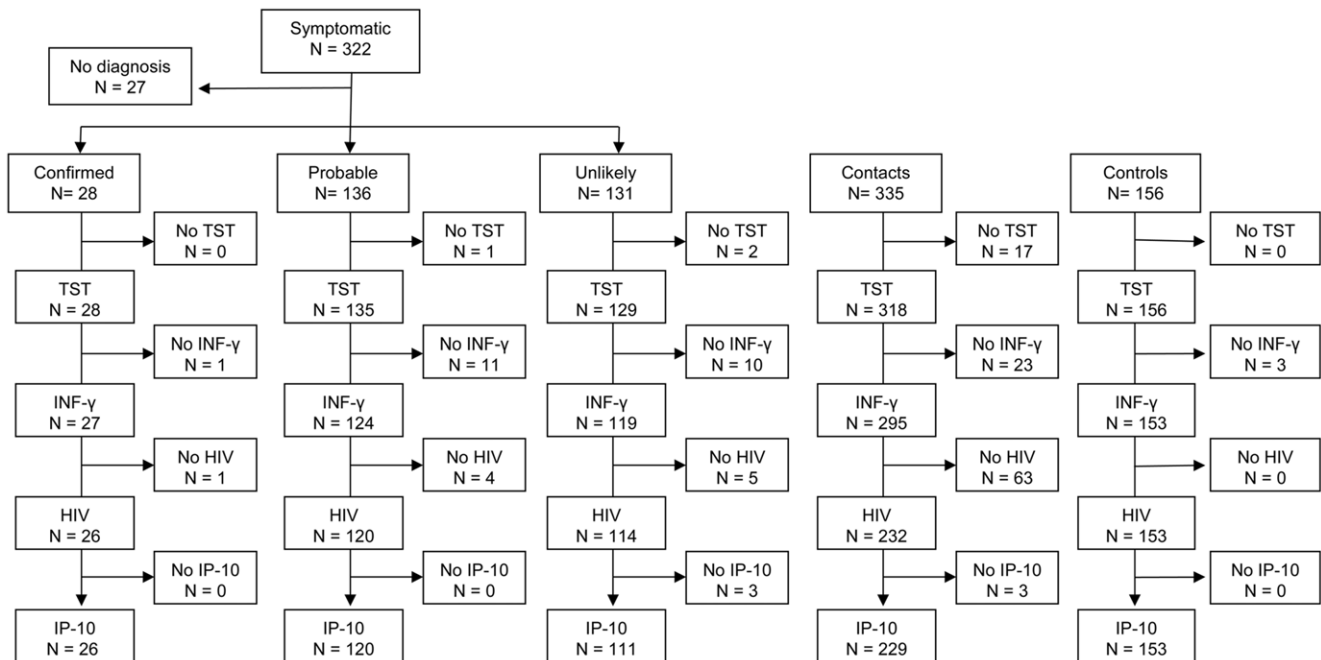 Symptomatic
N = 322
No diagnosis
N = 27
Confirmed
N= 28
Probable
N= 136
Unlikely
N= 131
Contacts
N= 335
Controls
N= 156
No TST
N = 0
No TST
N = 1
No TST
N = 2
No TST
N = 17
No TST
N = 0
TST
N = 28
TST
N = 135
TST
N = 129
TST
N = 318
TST
N = 156
No INF-γ
N = 1
No INF-γ
N = 11
No INF-γ
N = 10
No INF-γ
N = 23
No INF-γ
N = 3
INF-γ
N = 27
INF-γ
N = 124
INF-γ
N = 119
INF-γ
N = 295
INF-γ
N = 153
No HIV
N = 1
No HIV
N = 4
No HIV
N = 5
No HIV
N = 63
No HIV
N = 0
HIV
N = 26
HIV
N = 120
HIV
N = 114
HIV
N = 232
HIV
N = 153
No IP-10
N = 0
No IP-10
N = 0
No IP-10
N = 3
No IP-10
N = 3
No IP-10
N = 0
IP-10
N = 26
IP-10
N = 120
IP-10
N = 111
IP-10
N = 229
IP-10
N = 153